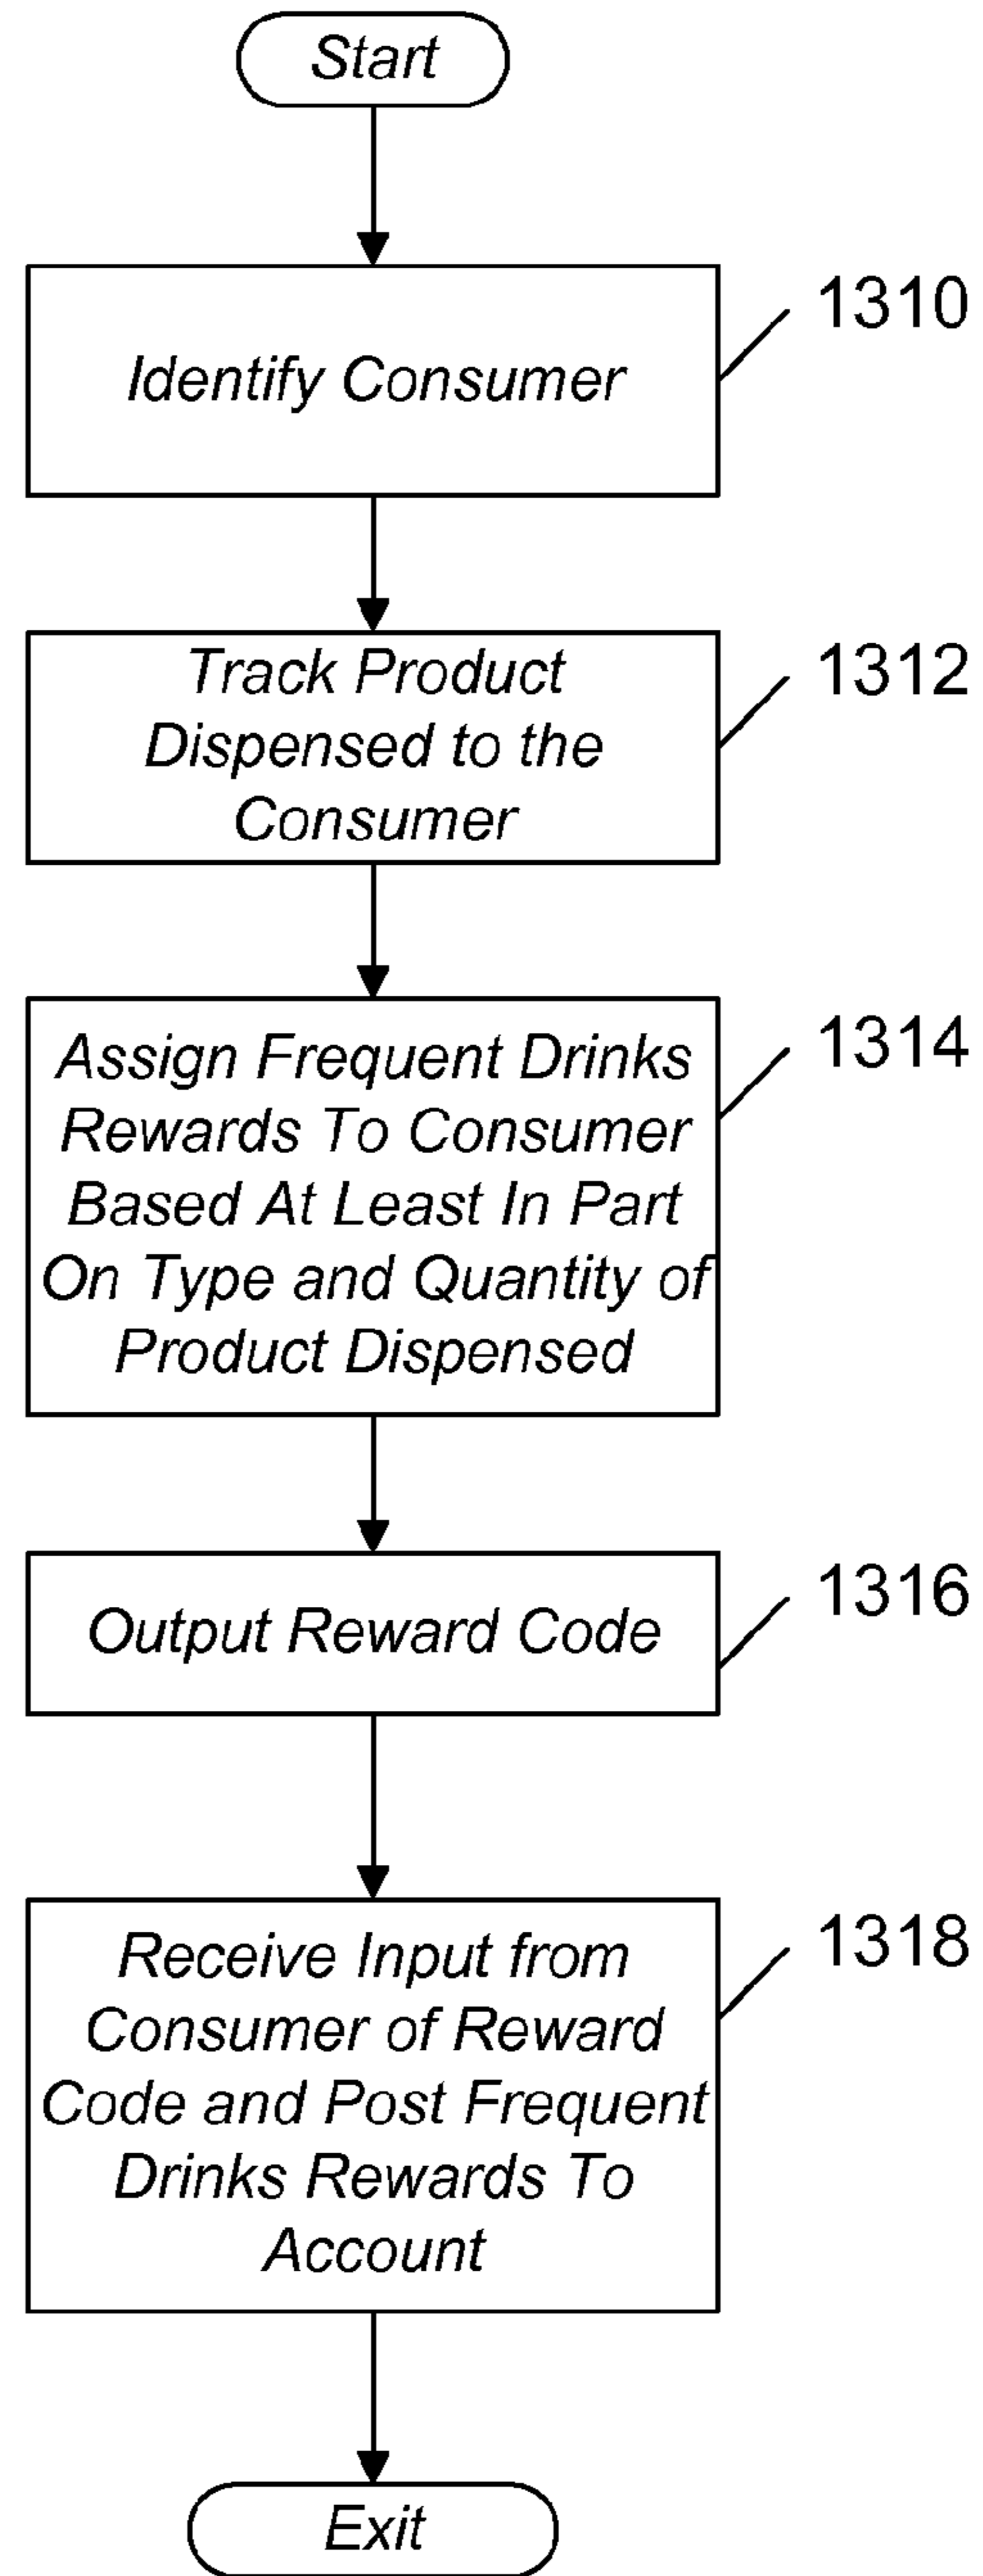 Start
Identify Consumer
1310
Track Product
Dispensed to the
Consumer
1312
Assign Frequent Drinks
Rewards To Consumer
Based At Least In Part
On Type and Quantity of
Product Dispensed
1314
Output Reward Code
1316
Receive Input from
Consumer of Reward
Code and Post Frequent
Drinks Rewards To
Account
1318
Exit